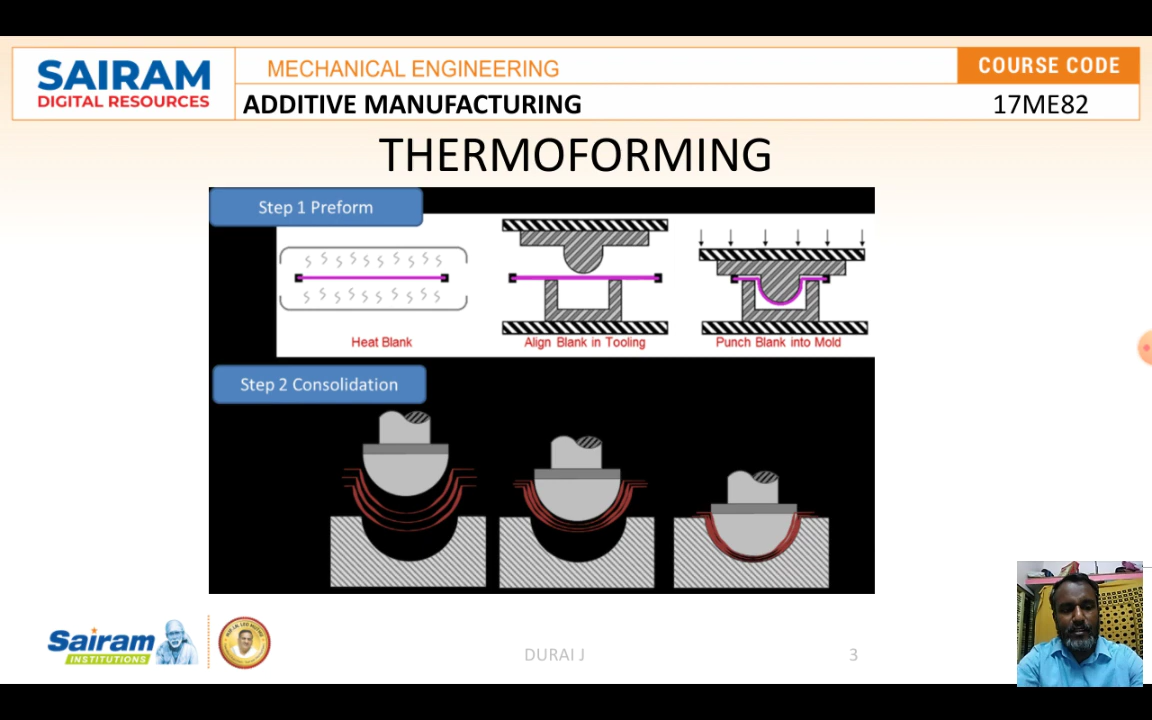 SAIRAM
DIGITAL RESOURCES
MECHANICAL ENGINEERING
COURSE CODE
ADDITIVE MANUFACTURING
17ME82
THERMOFORMING
Step 1 Preform
Heat Blank
Align Blank in Tooling
Punch Blank into Mold
Step 2 Consolidation
Sairam
INSTITUTIONS
DURAI J
3